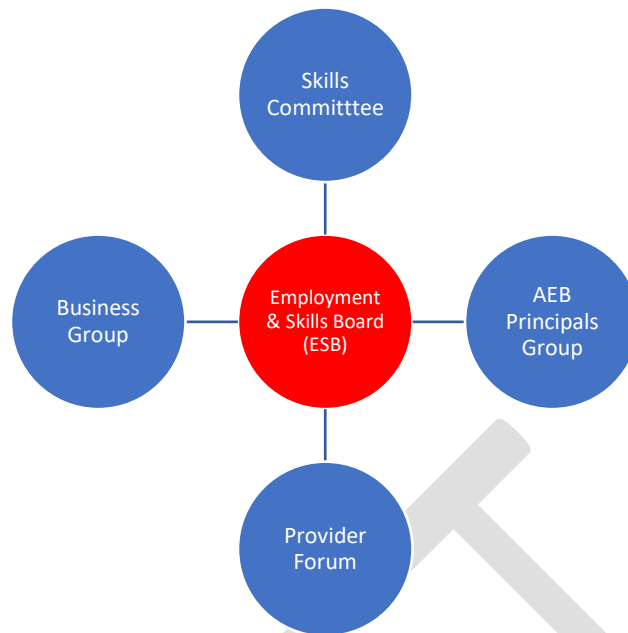 Skills
Committtee
Business
Group
Employment
& Skills Board
(ESB)
AEB
Principals
Group
Provider
Forum